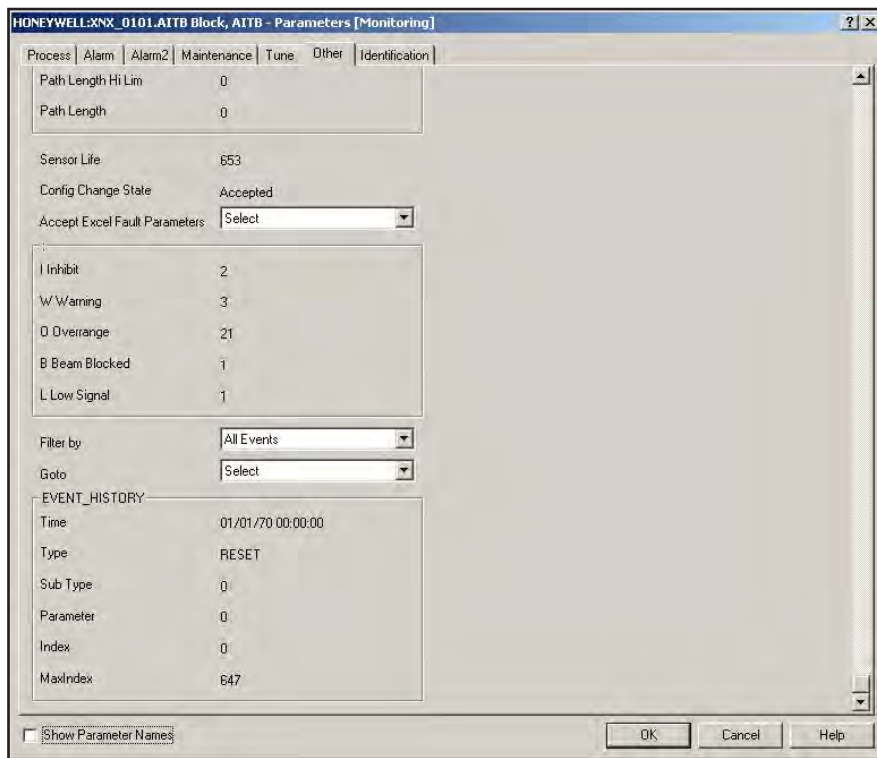 HONEYWELL:XNX_0101.AITB Block, AITB - Parameters [Monitoring]
Process Alarm Alarm2 Maintenance Tune Other Identification
Path Length Hi Lim 0
Path Length 0
Sensor Life 653
Config Change State Accepted
Accept Excel Fault Parameters Select
I Inhibit 2
W Warning 3
O Overrange 21
B Beam Blocked 1
L Low Signal 1
Filter by All Events
Goto Select
EVENT_HISTORY
Time 01/01/70 00:00:00
Type RESET
Sub Type 0
Parameter 0
Index 0
MaxIndex 647
Show Parameter Names OK Cancel Help